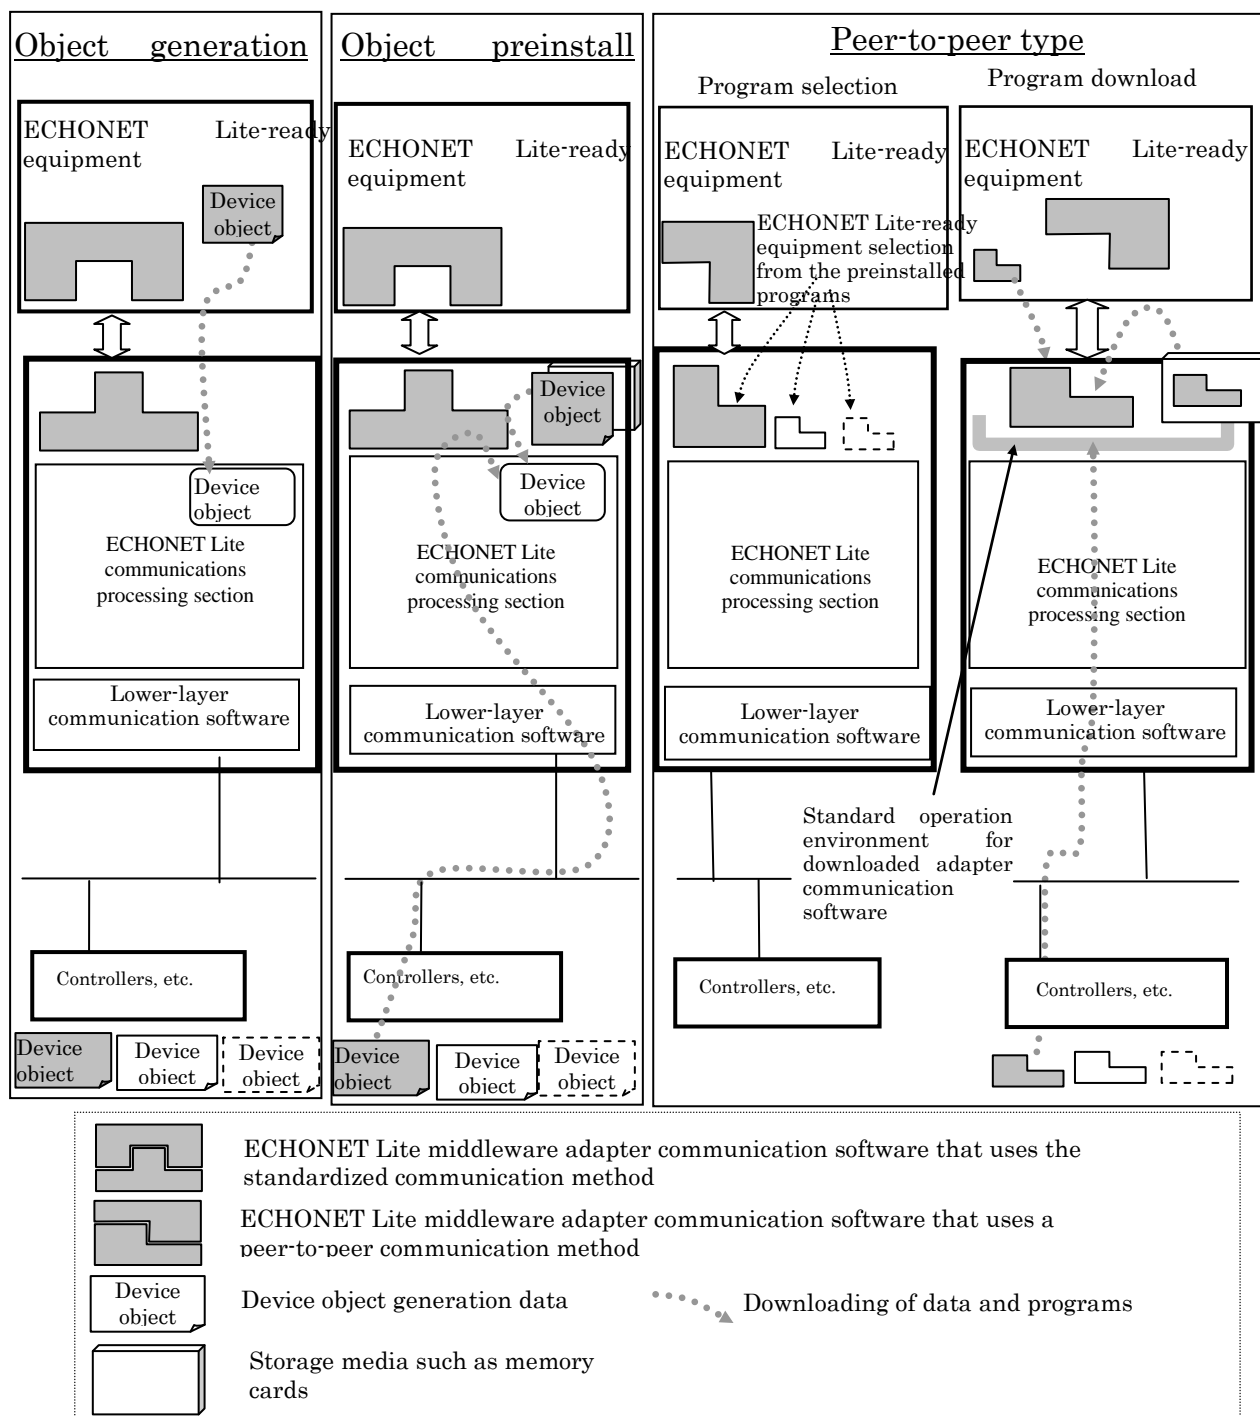 Object generation
ECHONET Lite-ready
equipment
Device
object
Device
object
ECHONET Lite
communications
processing section
Lower-layer
communication software
Controllers, etc.
Device
object
Device
object
Device
object
Object preinstall
ECHONET Lite-ready
equipment
Device
object
Device
object
ECHONET Lite
communications
processing section
Lower-layer
communication software
Controllers, etc.
Device
object
Device
object
Device
object
Peer-to-peer type
Program selection
ECHONET Lite-ready
equipment
ECHONET Lite-ready
equipment selection
from the preinstalled
programs
ECHONET Lite
communications
processing section
Lower-layer
communication software
Controllers, etc.
Program download
ECHONET Lite-ready
equipment
ECHONET Lite
communications
processing section
Lower-layer
communication software
Standard operation
environment for
downloaded adapter
communication
software
Controllers, etc.
ECHONET Lite middleware adapter communication software that uses the
standardized communication method
ECHONET Lite middleware adapter communication software that uses a
peer-to-peer communication method
Device
object
Device object generation data
Downloading of data and programs
Storage media such as memory
cards